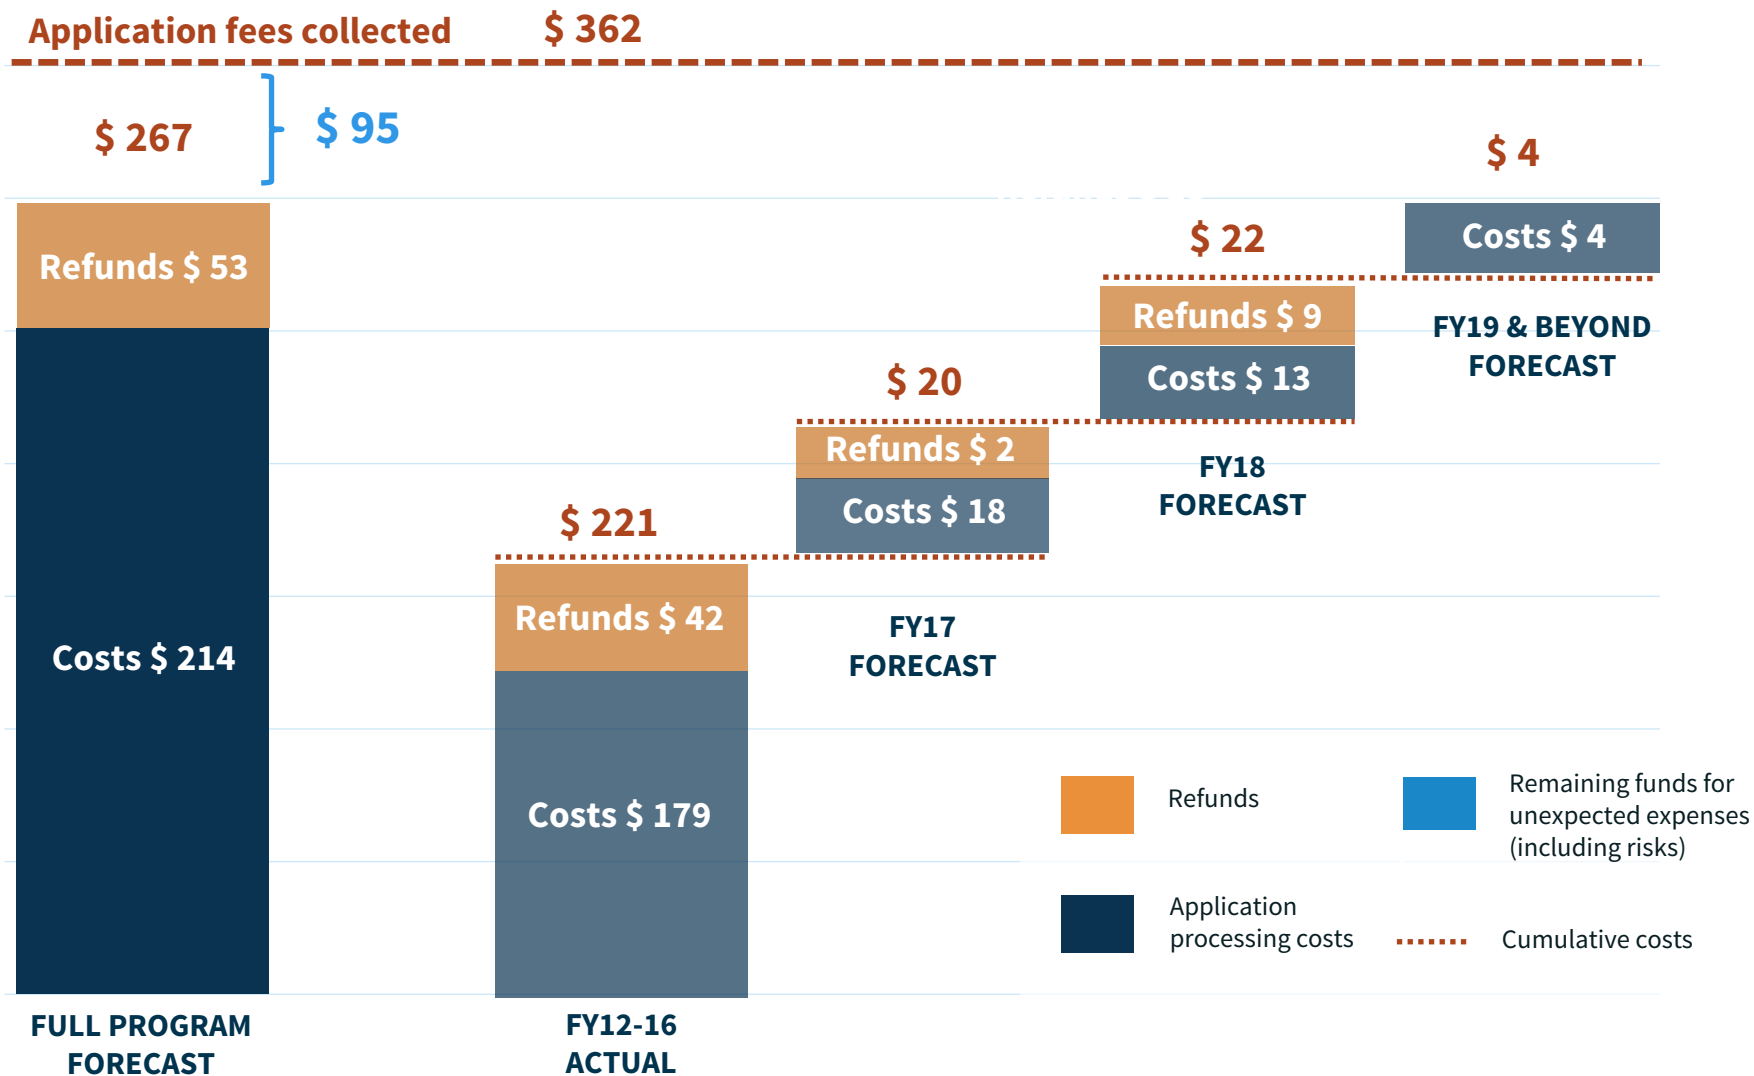 Application fees collected $ 362
$ 267
$ 95
$ 4
Refunds $ 53
$ 22
Costs $ 4
Refunds $ 9
FY19 & BEYOND
FORECAST
$ 20
Costs $ 13
Refunds $ 2
FY18
FORECAST
Costs $ 18
$ 221
Refunds $ 42
FY17
FORECAST
Costs $ 214
Costs $ 179
Refunds
Remaining funds for
unexpected expenses
(including risks)
Application
processing costs
Cumulative costs
FULL PROGRAM
FORECAST
FY12-16
ACTUAL